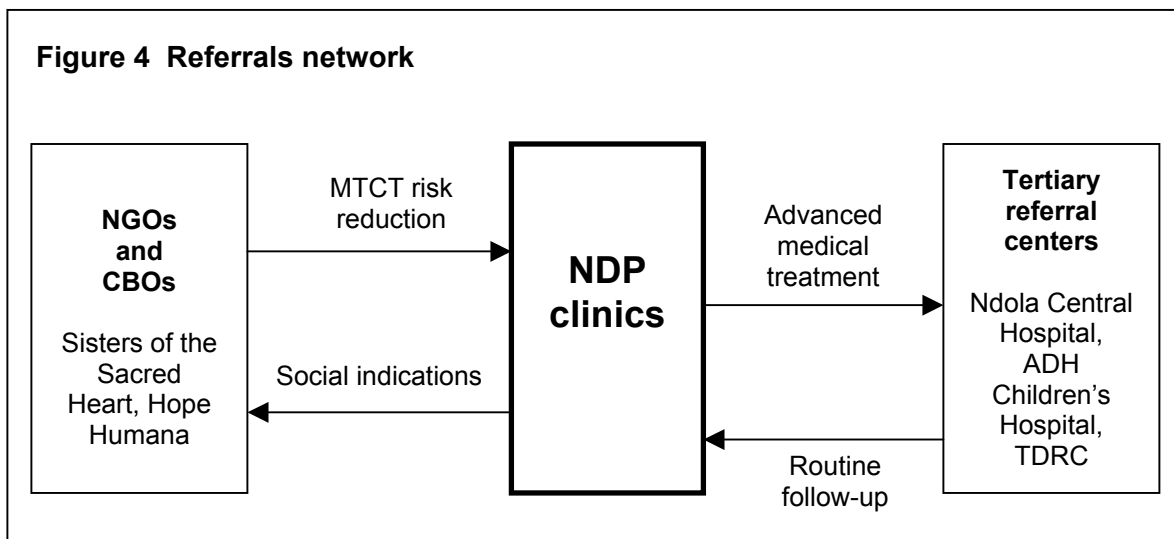 Figure 4 Referrals network
NGOs
and
CBOs
Sisters of the
Sacred
Heart, Hope
Humana
MTCT risk
reduction
Social indications
NDP
clinics
Advanced
medical
treatment
Routine
follow-up
Tertiary
referral
centers
Ndola Central
Hospital,
ADH
Children’s
Hospital,
TDRC